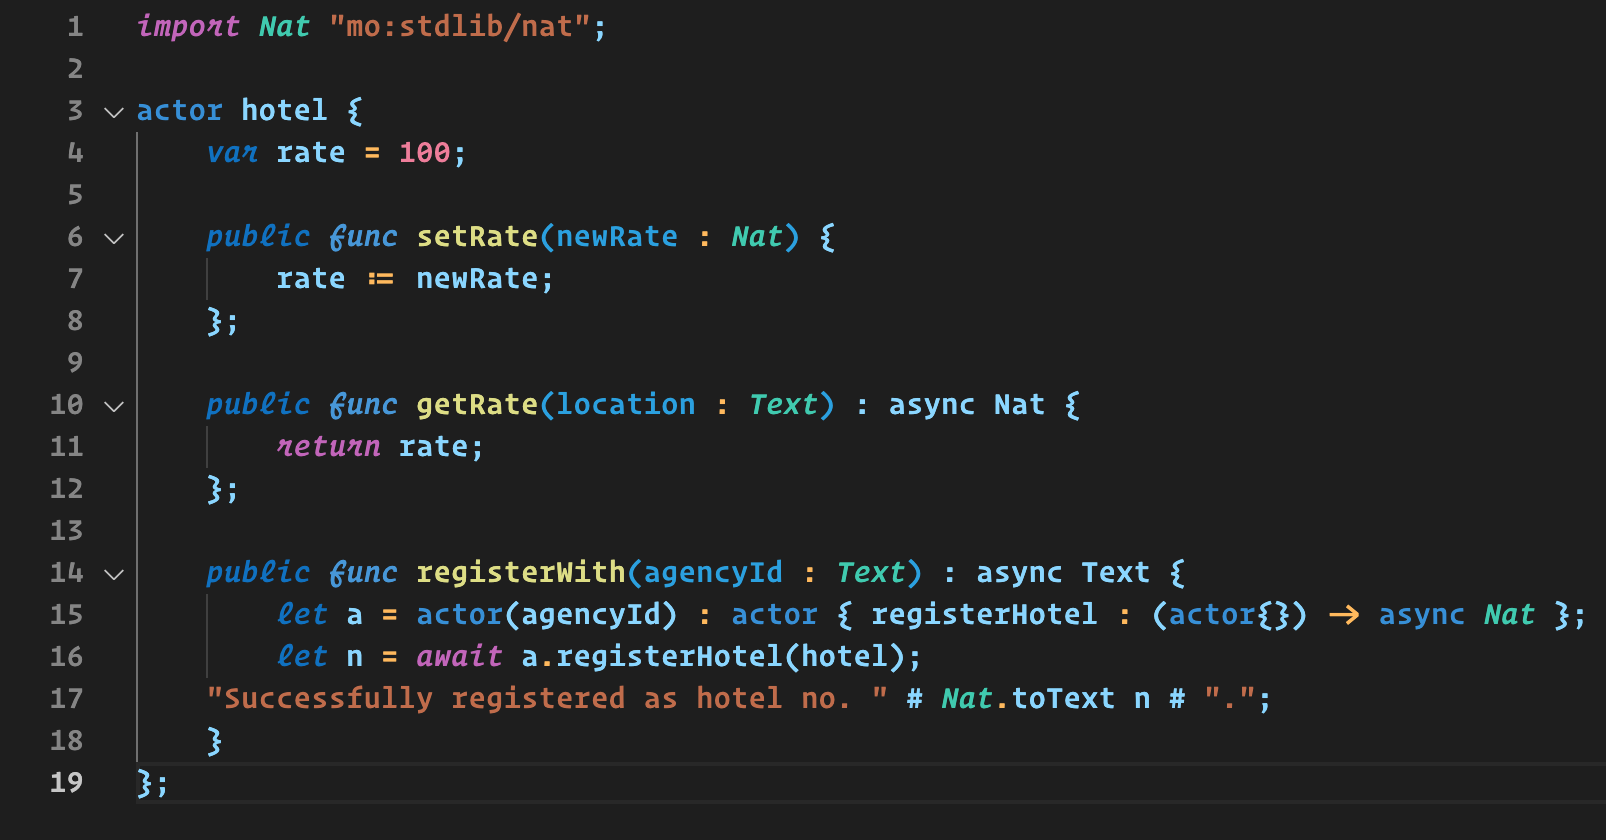 1 import Nat "mo:stdlib/nat";
2
3 actor hotel {
4 var rate = 100;
5
6 public func setRate(newRate : Nat) {
7 rate := newRate;
8 };
9
10 public func getRate(location : Text) : async Nat {
11 return rate;
12 };
13
14 public func registerWith(agencyId : Text) : async Text {
15 let a = actor(agencyId) : actor { registerHotel : (actor{}) -> async Nat };
16 let n = await a.registerHotel(hotel);
17 "Successfully registered as hotel no. " # Nat.toText n # ".";
18 }
19 };